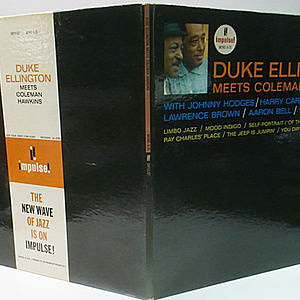 impulse!
DUKE
ELLINGTON
MEETS COLEMAN
HAWKINS
impulse!
THE
NEW WAVE
OF JAZZ
IS ON
IMPULSE!
impulse!
DUKE ELLI
MEETS COLEMAN
WITH JOHNNY HODGES / HARRY CAR
LAWRENCE BROWN / AARON BELL /
LIMBO JAZZ / MOOD INDIGO / SELF PORTRAIT (OF TH
RAY CHARLES' PLACE / THE JEEP IS JUMPIN' / YOU DIR